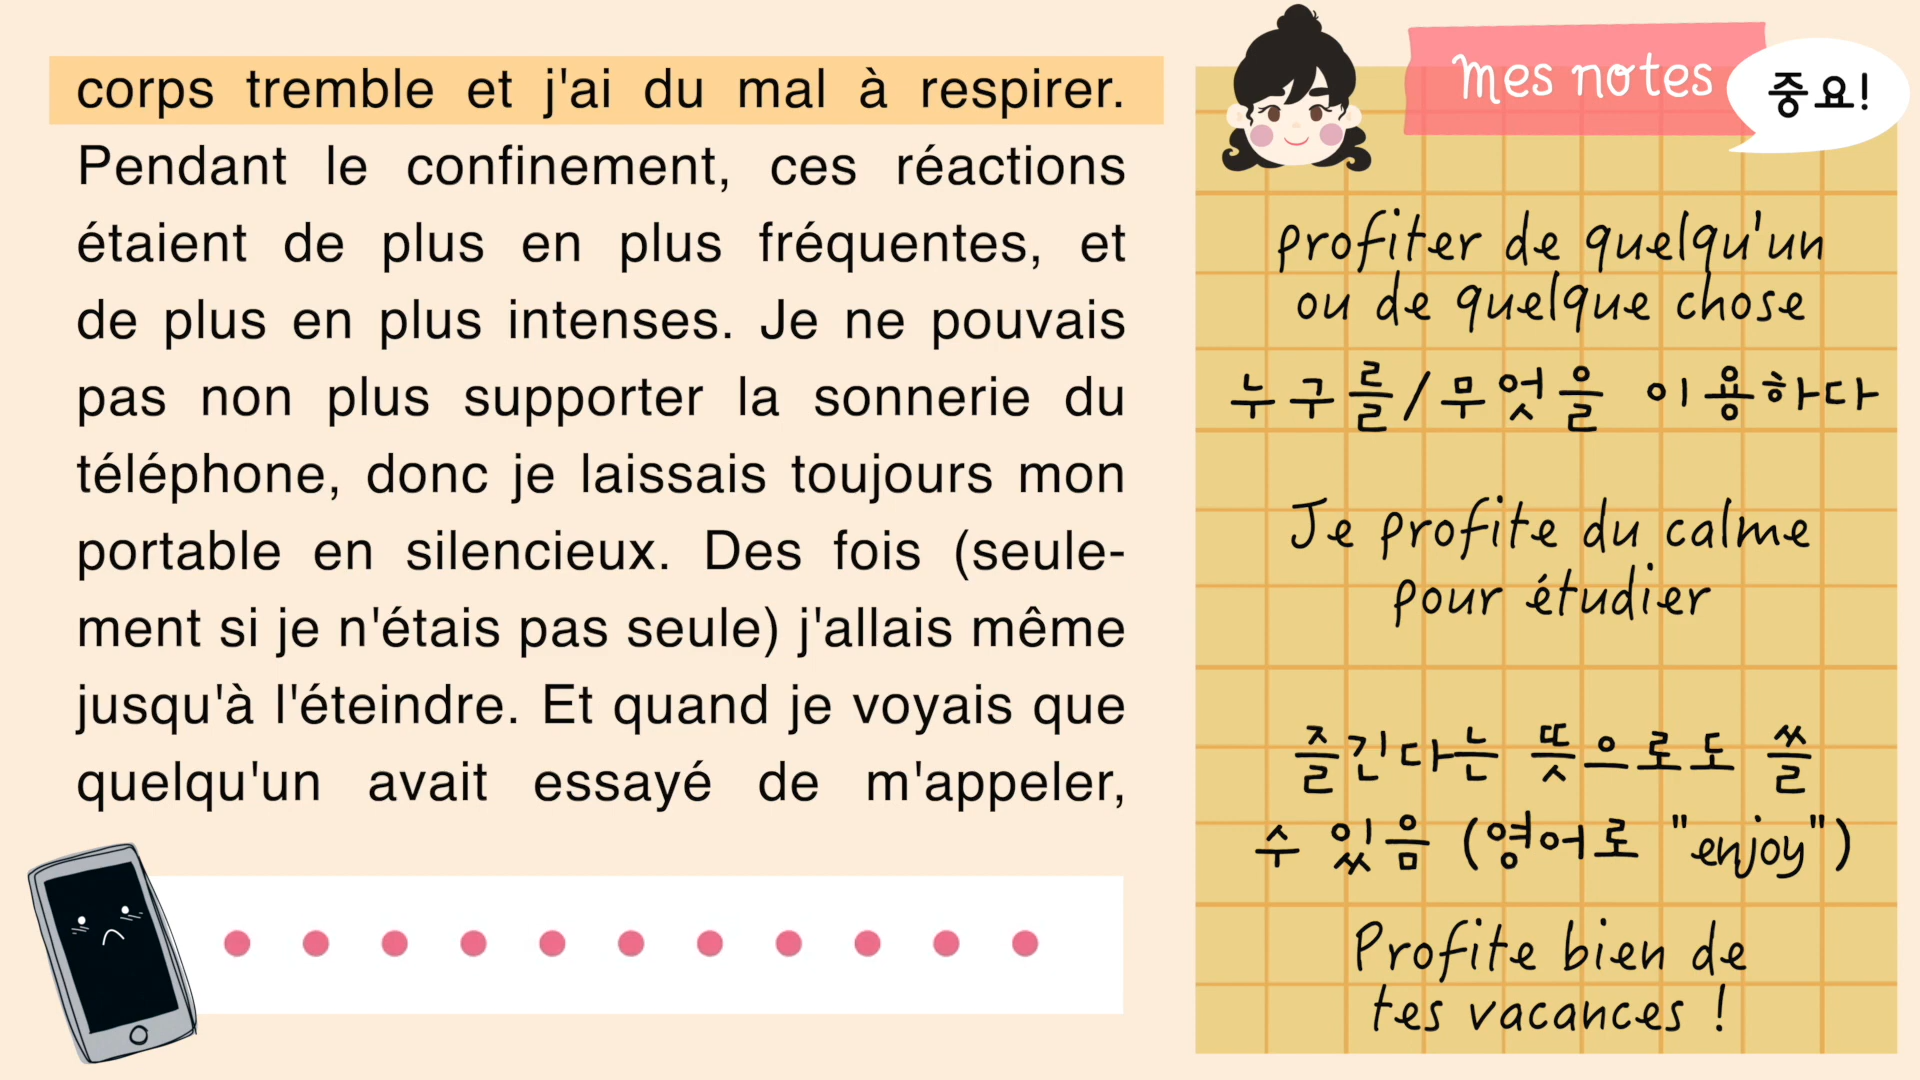 corps tremble et j'ai du mal à respirer.
Pendant le confinement, ces réactions
étaient de plus en plus fréquentes, et
de plus en plus intenses. Je ne pouvais
pas non plus supporter la sonnerie du
téléphone, donc je laissais toujours mon
portable en silencieux. Des fois (seule-
ment si je n'étais pas seule) j'allais même
jusqu'à l'éteindre. Et quand je voyais que
quelqu'un avait essayé de m'appeler,
mes notes
중요!
profiter de quelqu'un
ou de quelque chose
누구를/무엇을 이용하다
Je profite du calme
pour étudier
즐긴다는 뜻으로도 쓸
수 있음 (영어로 "enjoy")
Profite bien de
tes vacances !